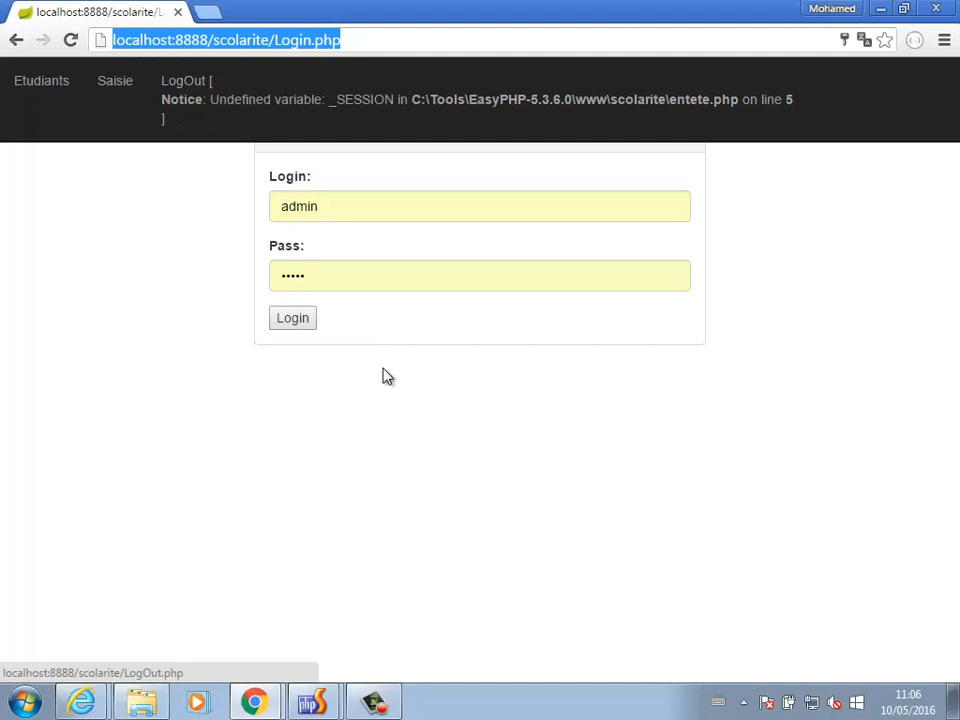 localhost:8888/scolarite/L
Mohamed
localhost:8888/scolarite/Login.php
Etudiants
Saisie
LogOut [
Notice: Undefined variable: _SESSION in C:\Tools\EasyPHP-5.3.6.0\www\scolarite\entete.php on line 5
]
Login:
admin
Pass:
•••••
Login
localhost:8888/scolarite/LogOut.php
php
11:06
10/05/2016